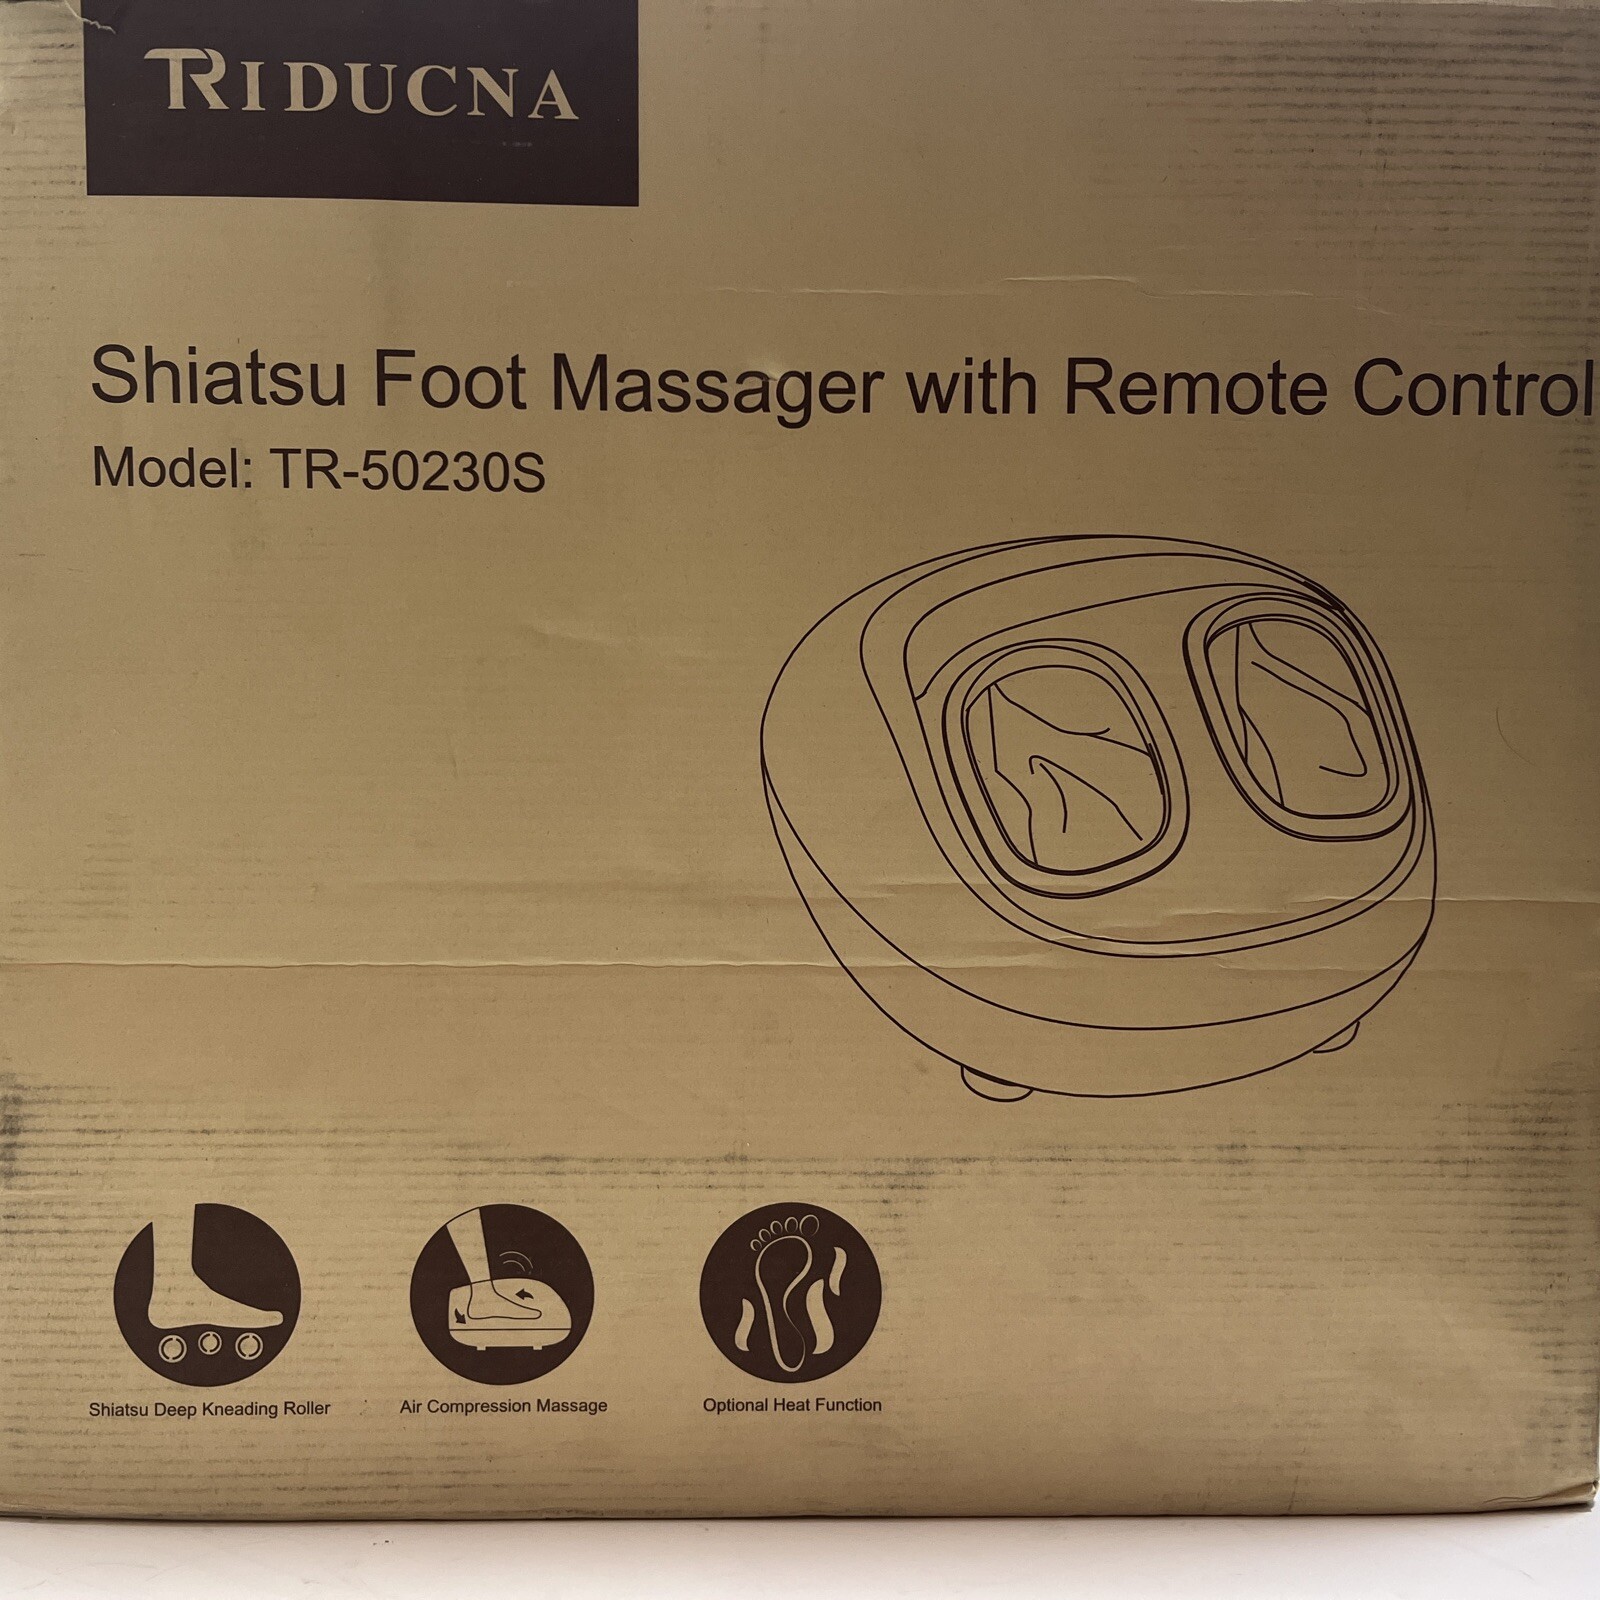 TRIDUCNA
Shiatsu Foot Massager with Remote Control
Model: TR-50230S
Shiatsu Deep Kneading Roller
Air Compression Massage
Optional Heat Function